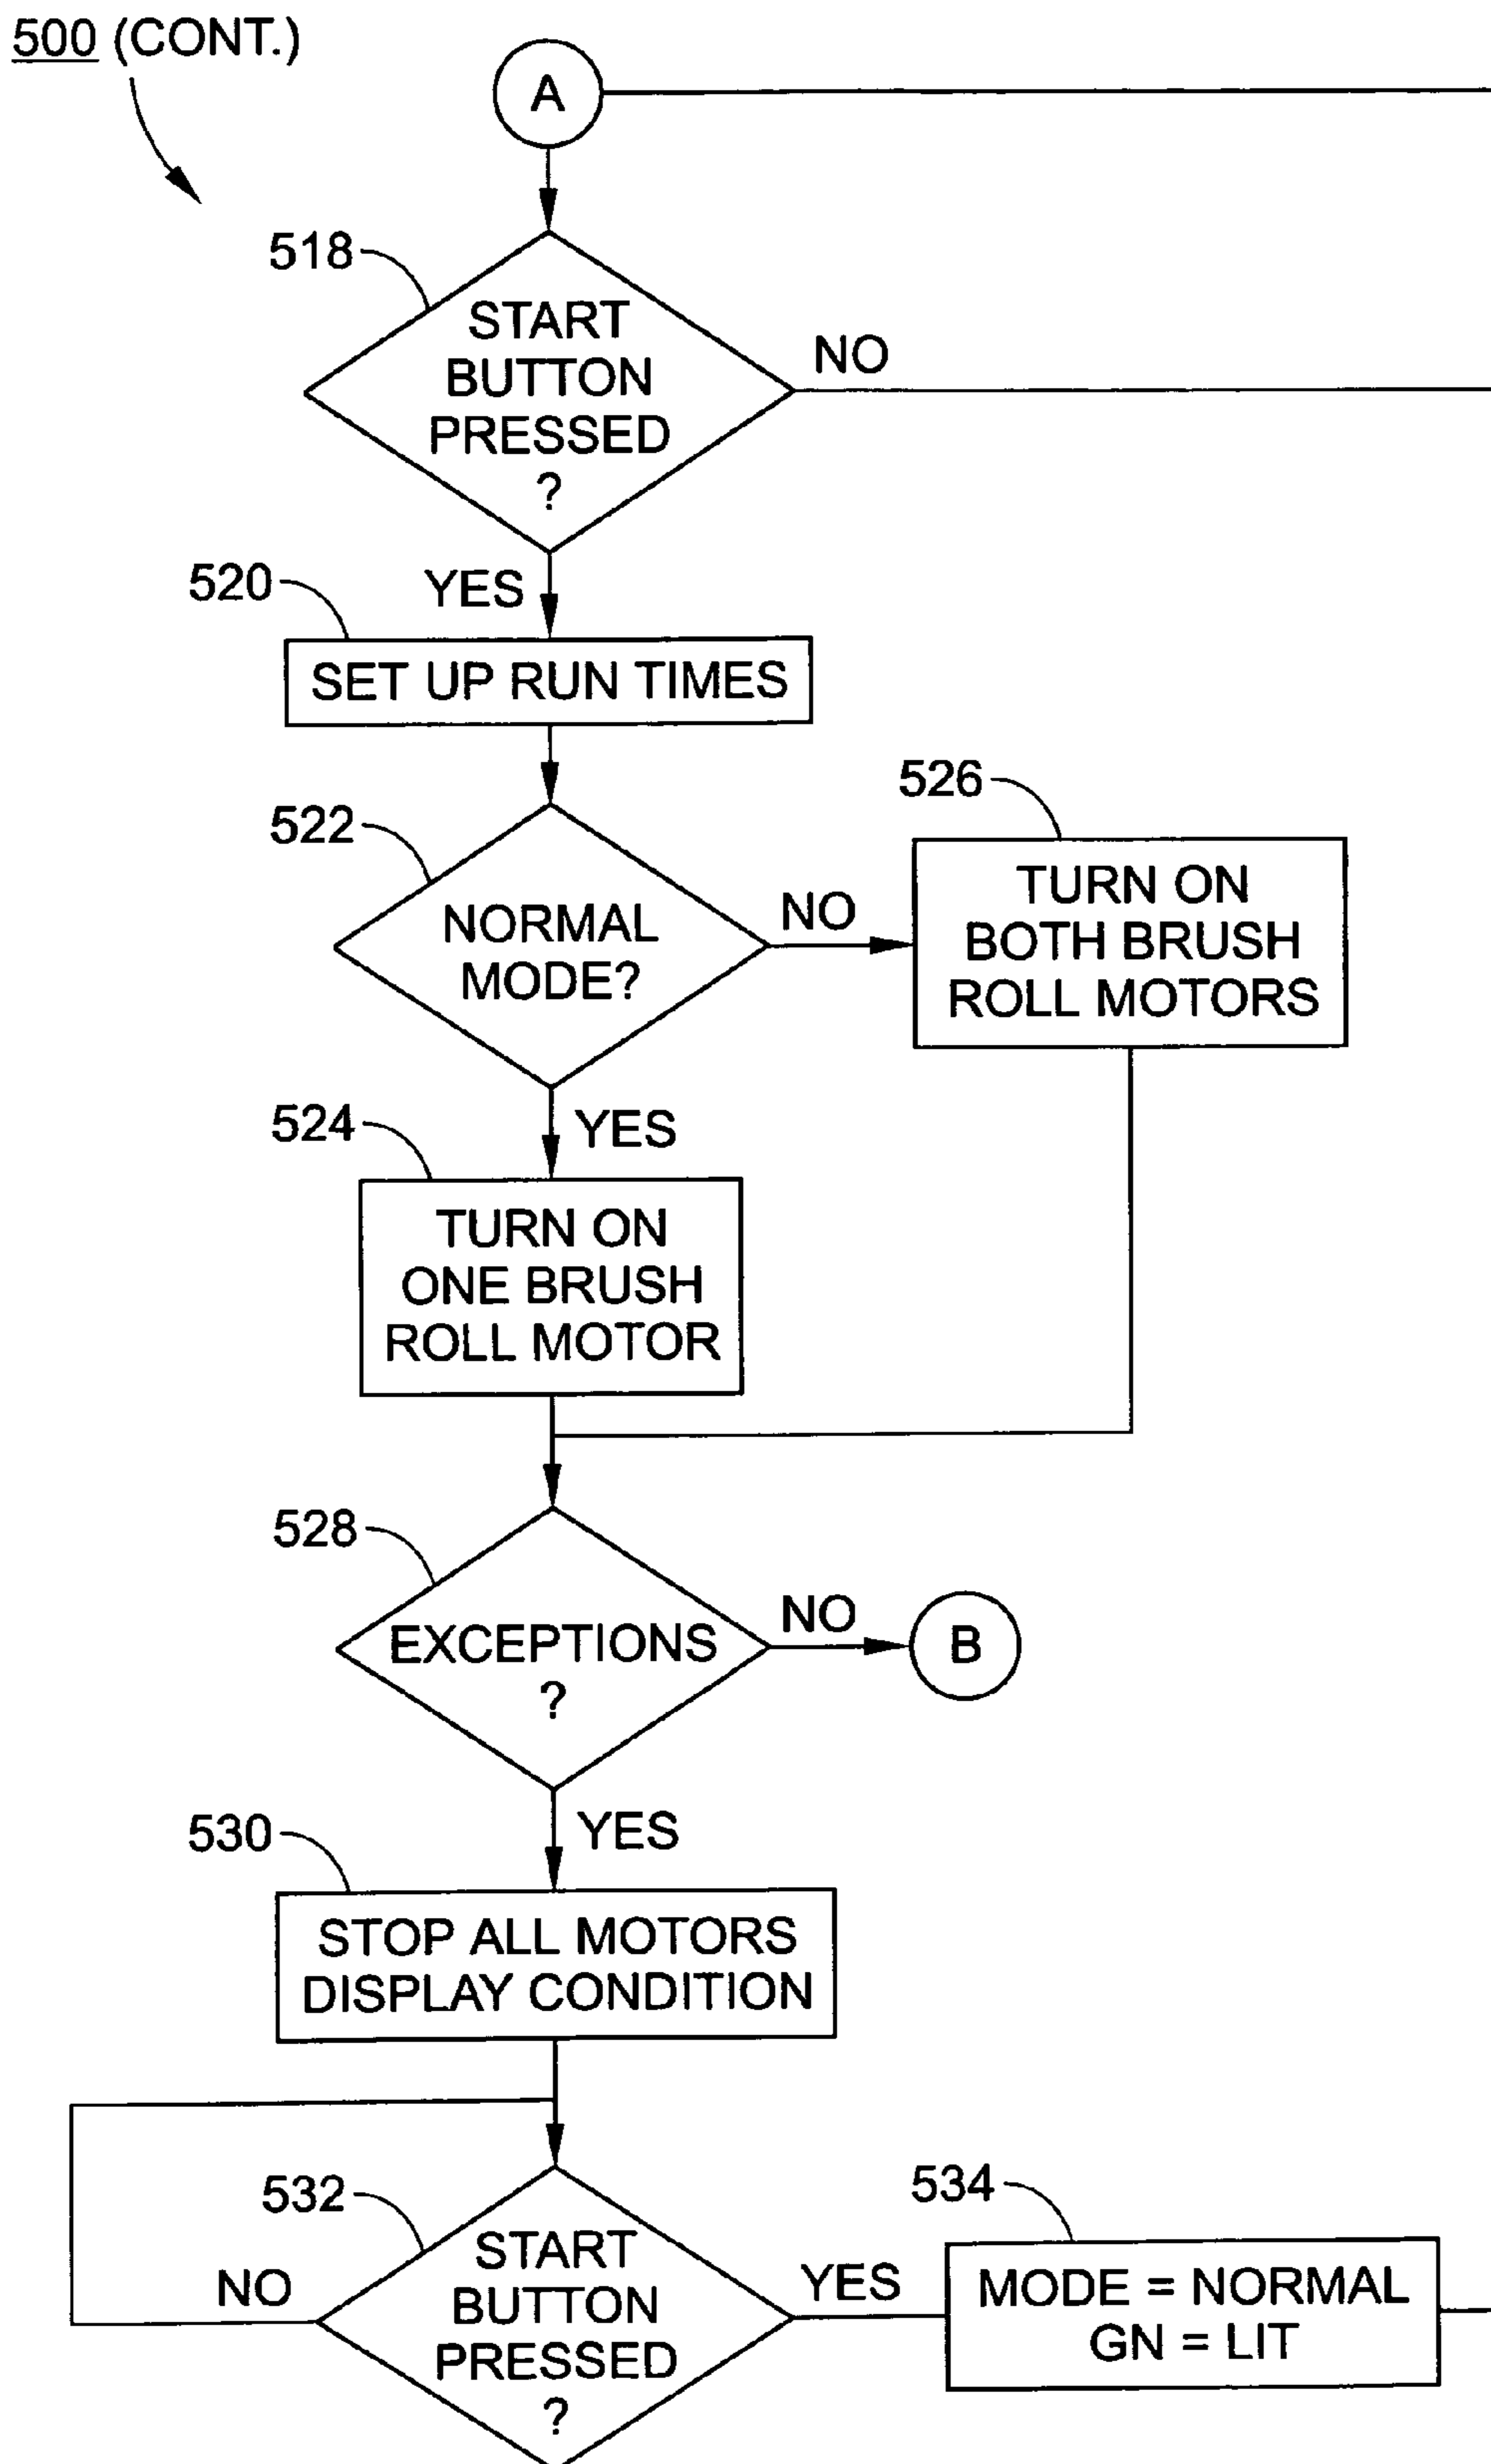 500 (CONT.)
A
518
START
BUTTON
PRESSED
?
NO
520
YES
SET UP RUN TIMES
522
NORMAL
MODE?
NO
526
TURN ON
BOTH BRUSH
ROLL MOTORS
524
YES
TURN ON
ONE BRUSH
ROLL MOTOR
528
EXCEPTIONS
?
NO
B
530
YES
STOP ALL MOTORS
DISPLAY CONDITION
532
START
BUTTON
PRESSED
?
NO
YES
534
MODE = NORMAL
GN = LIT